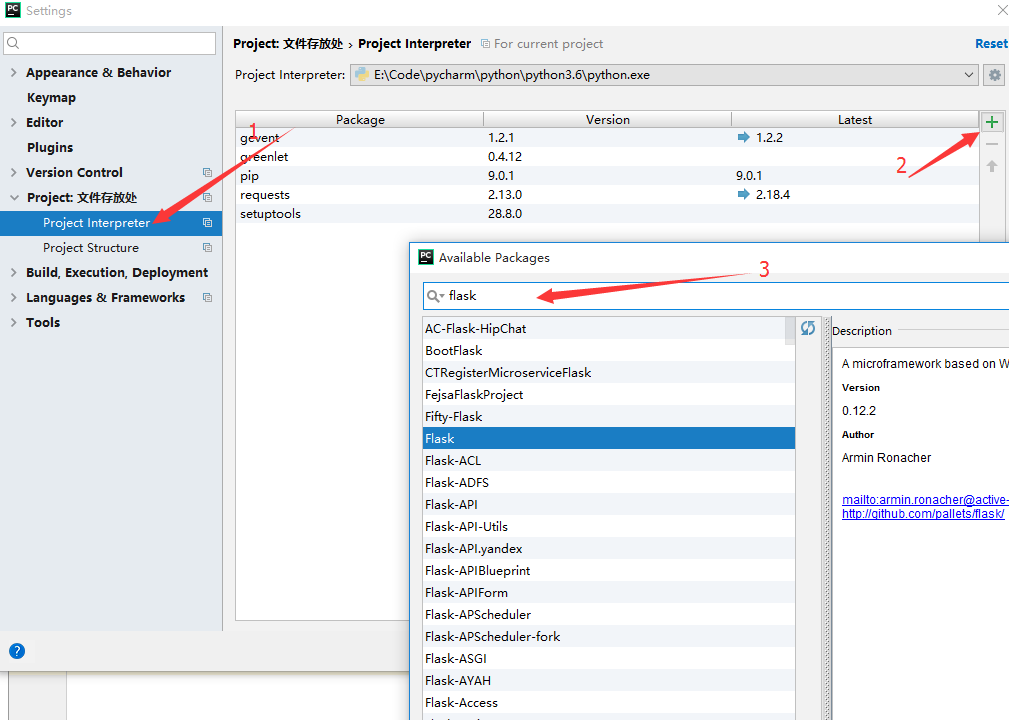 PC Settings
Project: 文件存放处 › Project Interpreter For current project Reset
Appearance & Behavior
Project Interpreter: E:\Code\pycharm\python\python3.6\python.exe
Keymap
Editor
Plugins
Version Control
Project: 文件存放处
Project Interpreter
Project Structure
Build, Execution, Deployment
Languages & Frameworks
Tools
?
Package Version Latest
gevent 1.2.1 1.2.2
greenlet 0.4.12
pip 9.0.1 9.0.1
requests 2.13.0 2.18.4
setuptools 28.8.0
1
2
3
PC Available Packages
flask
AC-Flask-HipChat
BootFlask
CTRegisterMicroserviceFlask
FejsaFlaskProject
Fifty-Flask
Flask
Flask-ACL
Flask-ADFS
Flask-API
Flask-API-Utils
Flask-API.yandex
Flask-APIBlueprint
Flask-APIForm
Flask-APScheduler
Flask-APScheduler-fork
Flask-ASGI
Flask-AYAH
Flask-Access
Description
A microframework based on W
Version
0.12.2
Author
Armin Ronacher
mailto:armin.ronacher@active-
http://github.com/pallets/flask/